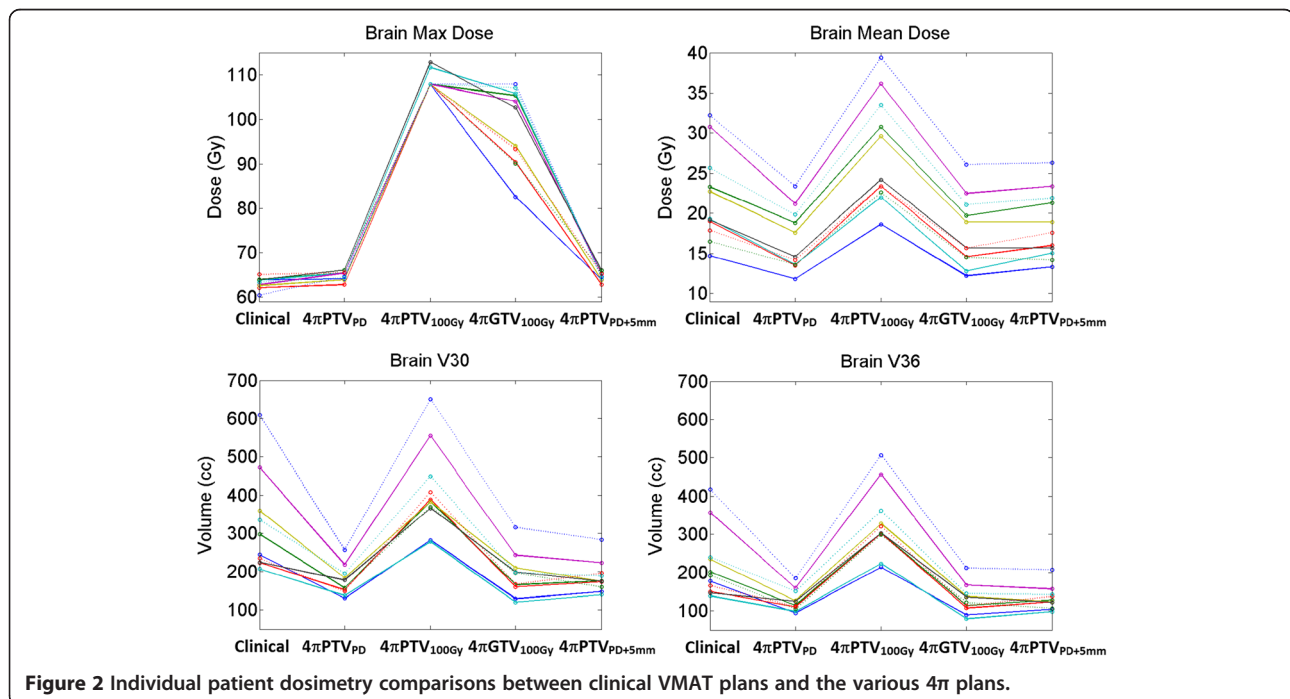 Brain Max Dose
Dose (Gy)
110
100
90
80
70
60
Clinical 4πPTV_PD 4πPTV_100Gy 4πGTV_100Gy 4πPTV_PD+5mm
Brain Mean Dose
Dose (Gy)
40
35
30
25
20
15
10
Clinical 4πPTV_PD 4πPTV_100Gy 4πGTV_100Gy 4πPTV_PD+5mm
Brain V30
Volume (cc)
700
600
500
400
300
200
100
Clinical 4πPTV_PD 4πPTV_100Gy 4πGTV_100Gy 4πPTV_PD+5mm
Brain V36
Volume (cc)
700
600
500
400
300
200
100
Clinical 4πPTV_PD 4πPTV_100Gy 4πGTV_100Gy 4πPTV_PD+5mm
Figure 2 Individual patient dosimetry comparisons between clinical VMAT plans and the various 4π plans.